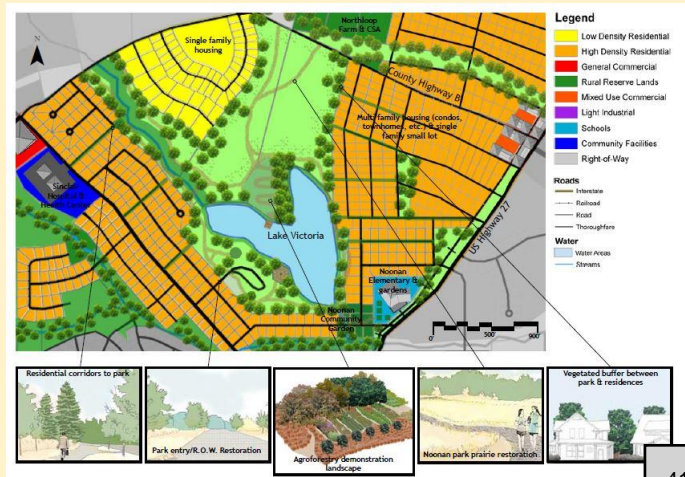 Northloop
Farm & CSA
Single family
housing
County Highway B
Multi family housing (condos,
townhomes, etc.) & single
family small lot
Sinclair
Hospital &
Health Center
Lake Victoria
US Highway 27
Noonan
Elementary &
gardens
Noonan
Community
Garden
0' 300' 900'
Legend
Low Density Residential
High Density Residential
General Commercial
Rural Reserve Lands
Mixed Use Commercial
Light Industrial
Schools
Community Facilities
Right-of-Way
Roads
Interstate
Railroad
Road
Thoroughfare
Water
Water Areas
Streams
Residential corridors to park
Park entry/R.O.W. Restoration
Agroforestry demonstration
landscape
Noonan park prairie restoration
Vegetated buffer between
park & residences